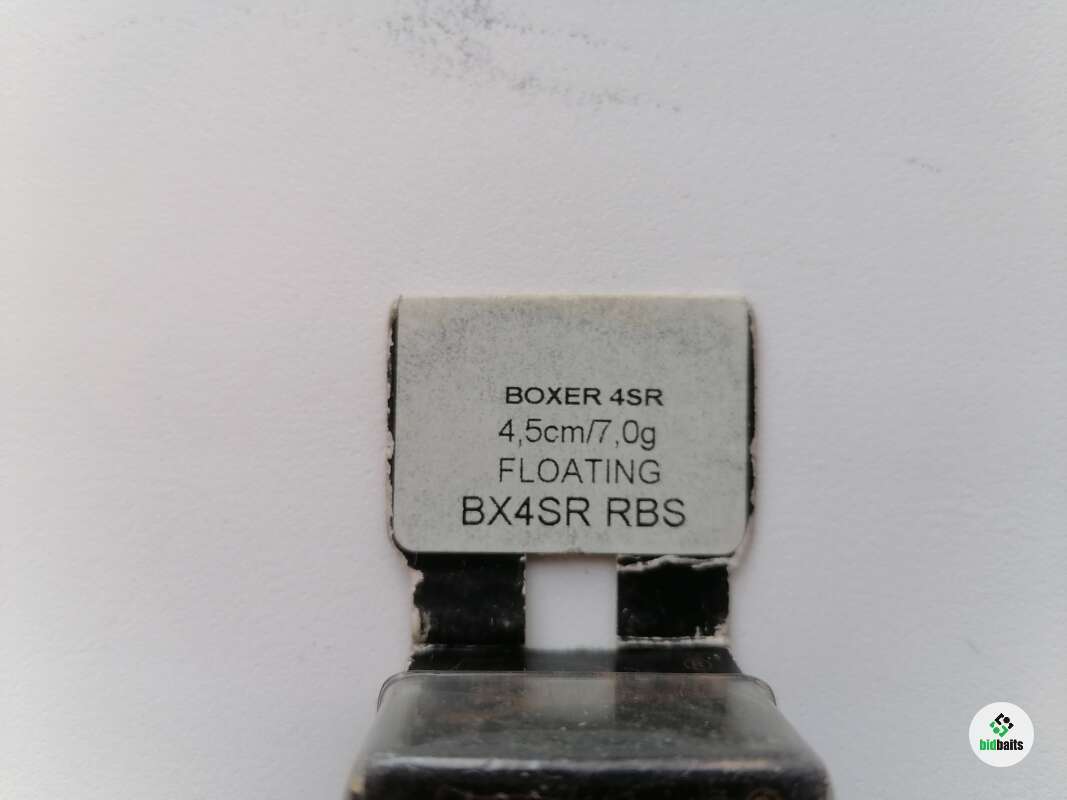 BOXER 4SR
4,5cm/7,0g
FLOATING
BX4SR RBS
®
bidbaits